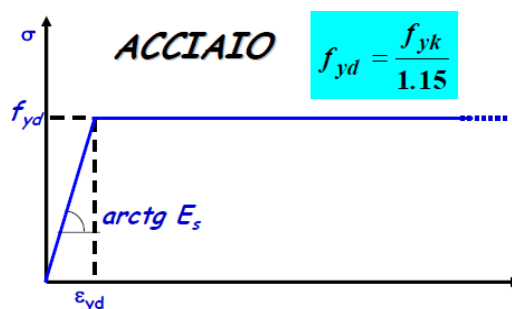 σ
ACCIAIO
f_yd = f_yk / 1.15
f_yd
arctg E_s
ε_yd